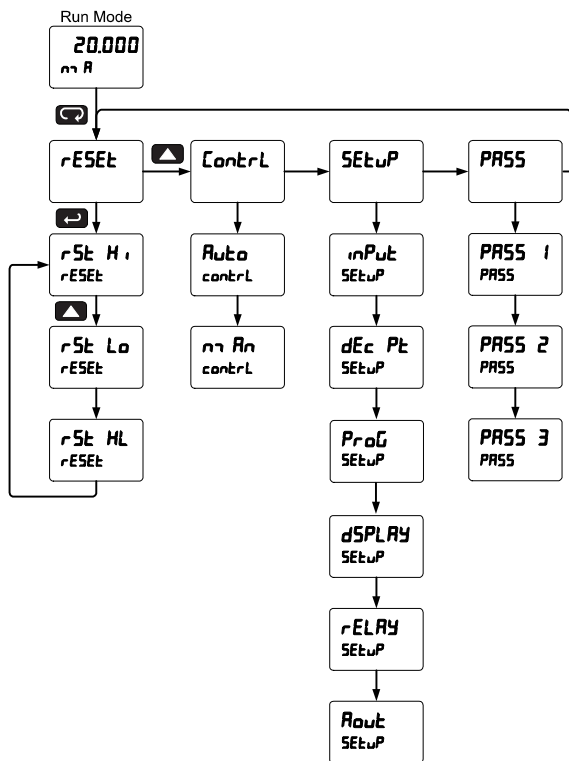 Run Mode
20.000
mA
rESEt
ContrL
SEtuP
PASS
rSt Hi
rESEt
Auto
contrL
inPut
SEtuP
PASS 1
PASS
rSt Lo
rESEt
mAn
contrL
dEc Pt
SEtuP
PASS 2
PASS
rSt HL
rESEt
ProG
SEtuP
PASS 3
PASS
dSPLAY
SEtuP
rELAY
SEtuP
Aout
SEtuP